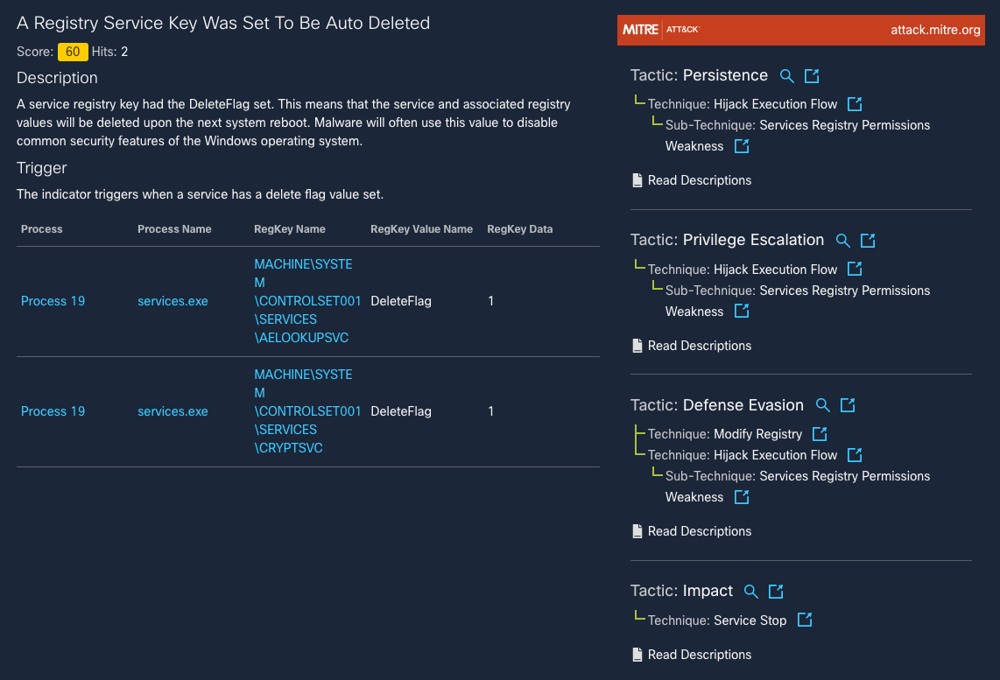 A Registry Service Key Was Set To Be Auto Deleted
Score: 60 Hits: 2
Description
A service registry key had the DeleteFlag set. This means that the service and associated registry
values will be deleted upon the next system reboot. Malware will often use this value to disable
common security features of the Windows operating system.
Trigger
The indicator triggers when a service has a delete flag value set.
Process Process Name RegKey Name RegKey Value Name RegKey Data
MACHINE\SYSTE
M
Process 19 services.exe \CONTROLSET001 DeleteFlag 1
\SERVICES
\AELOOKUPSVC
MACHINE\SYSTE
M
Process 19 services.exe \CONTROLSET001 DeleteFlag 1
\SERVICES
\CRYPTSVC
MITRE ATT&CK™ attack.mitre.org
Tactic: Persistence
Technique: Hijack Execution Flow
Sub-Technique: Services Registry Permissions
Weakness
Read Descriptions
Tactic: Privilege Escalation
Technique: Hijack Execution Flow
Sub-Technique: Services Registry Permissions
Weakness
Read Descriptions
Tactic: Defense Evasion
Technique: Modify Registry
Technique: Hijack Execution Flow
Sub-Technique: Services Registry Permissions
Weakness
Read Descriptions
Tactic: Impact
Technique: Service Stop
Read Descriptions